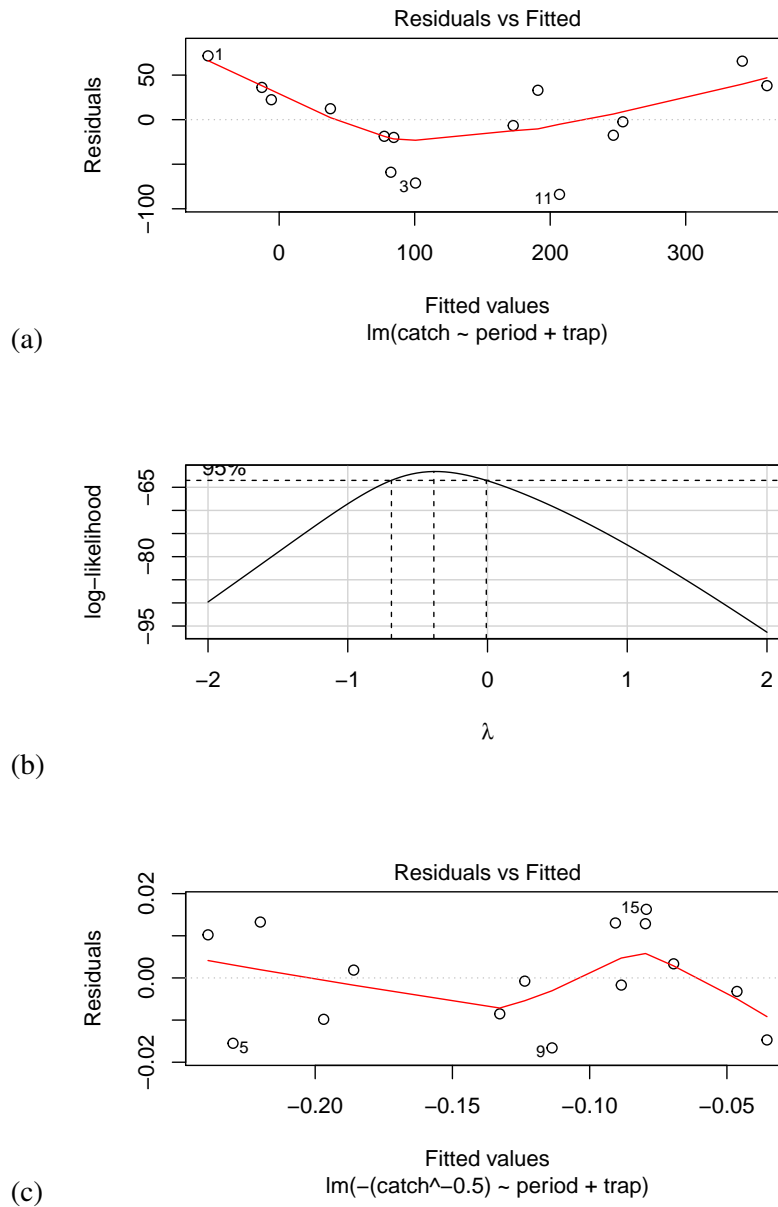 Residuals vs Fitted
Residuals
50
0
−100
1
3
11
0
100
200
300
Fitted values
lm(catch ~ period + trap)
(a)
95%
log−likelihood
−65
−80
−95
−2
−1
0
1
2
λ
(b)
Residuals vs Fitted
Residuals
0.02
0.00
−0.02
15
5
9
−0.20
−0.15
−0.10
−0.05
Fitted values
lm(−(catch^−0.5) ~ period + trap)
(c)